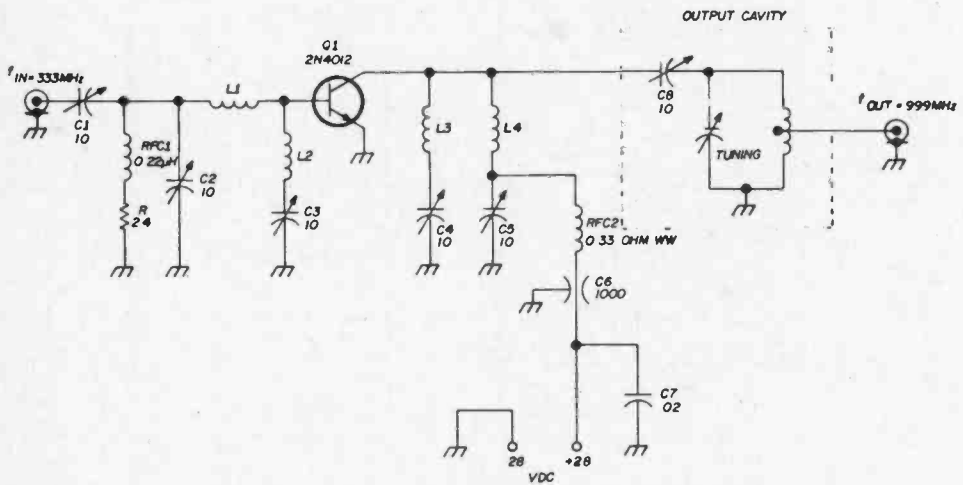 OUTPUT CAVITY
Q1
2N4012
f IN = 333MHz
C1
10
L1
C8
10
f OUT = 999MHz
RFC1
0 22µH
C2
10
L2
L3
L4
TUNING
R
24
C3
10
C4
10
C5
10
RFC2
0 33 OHM WW
C6
1000
C7
02
28
+28
VDC